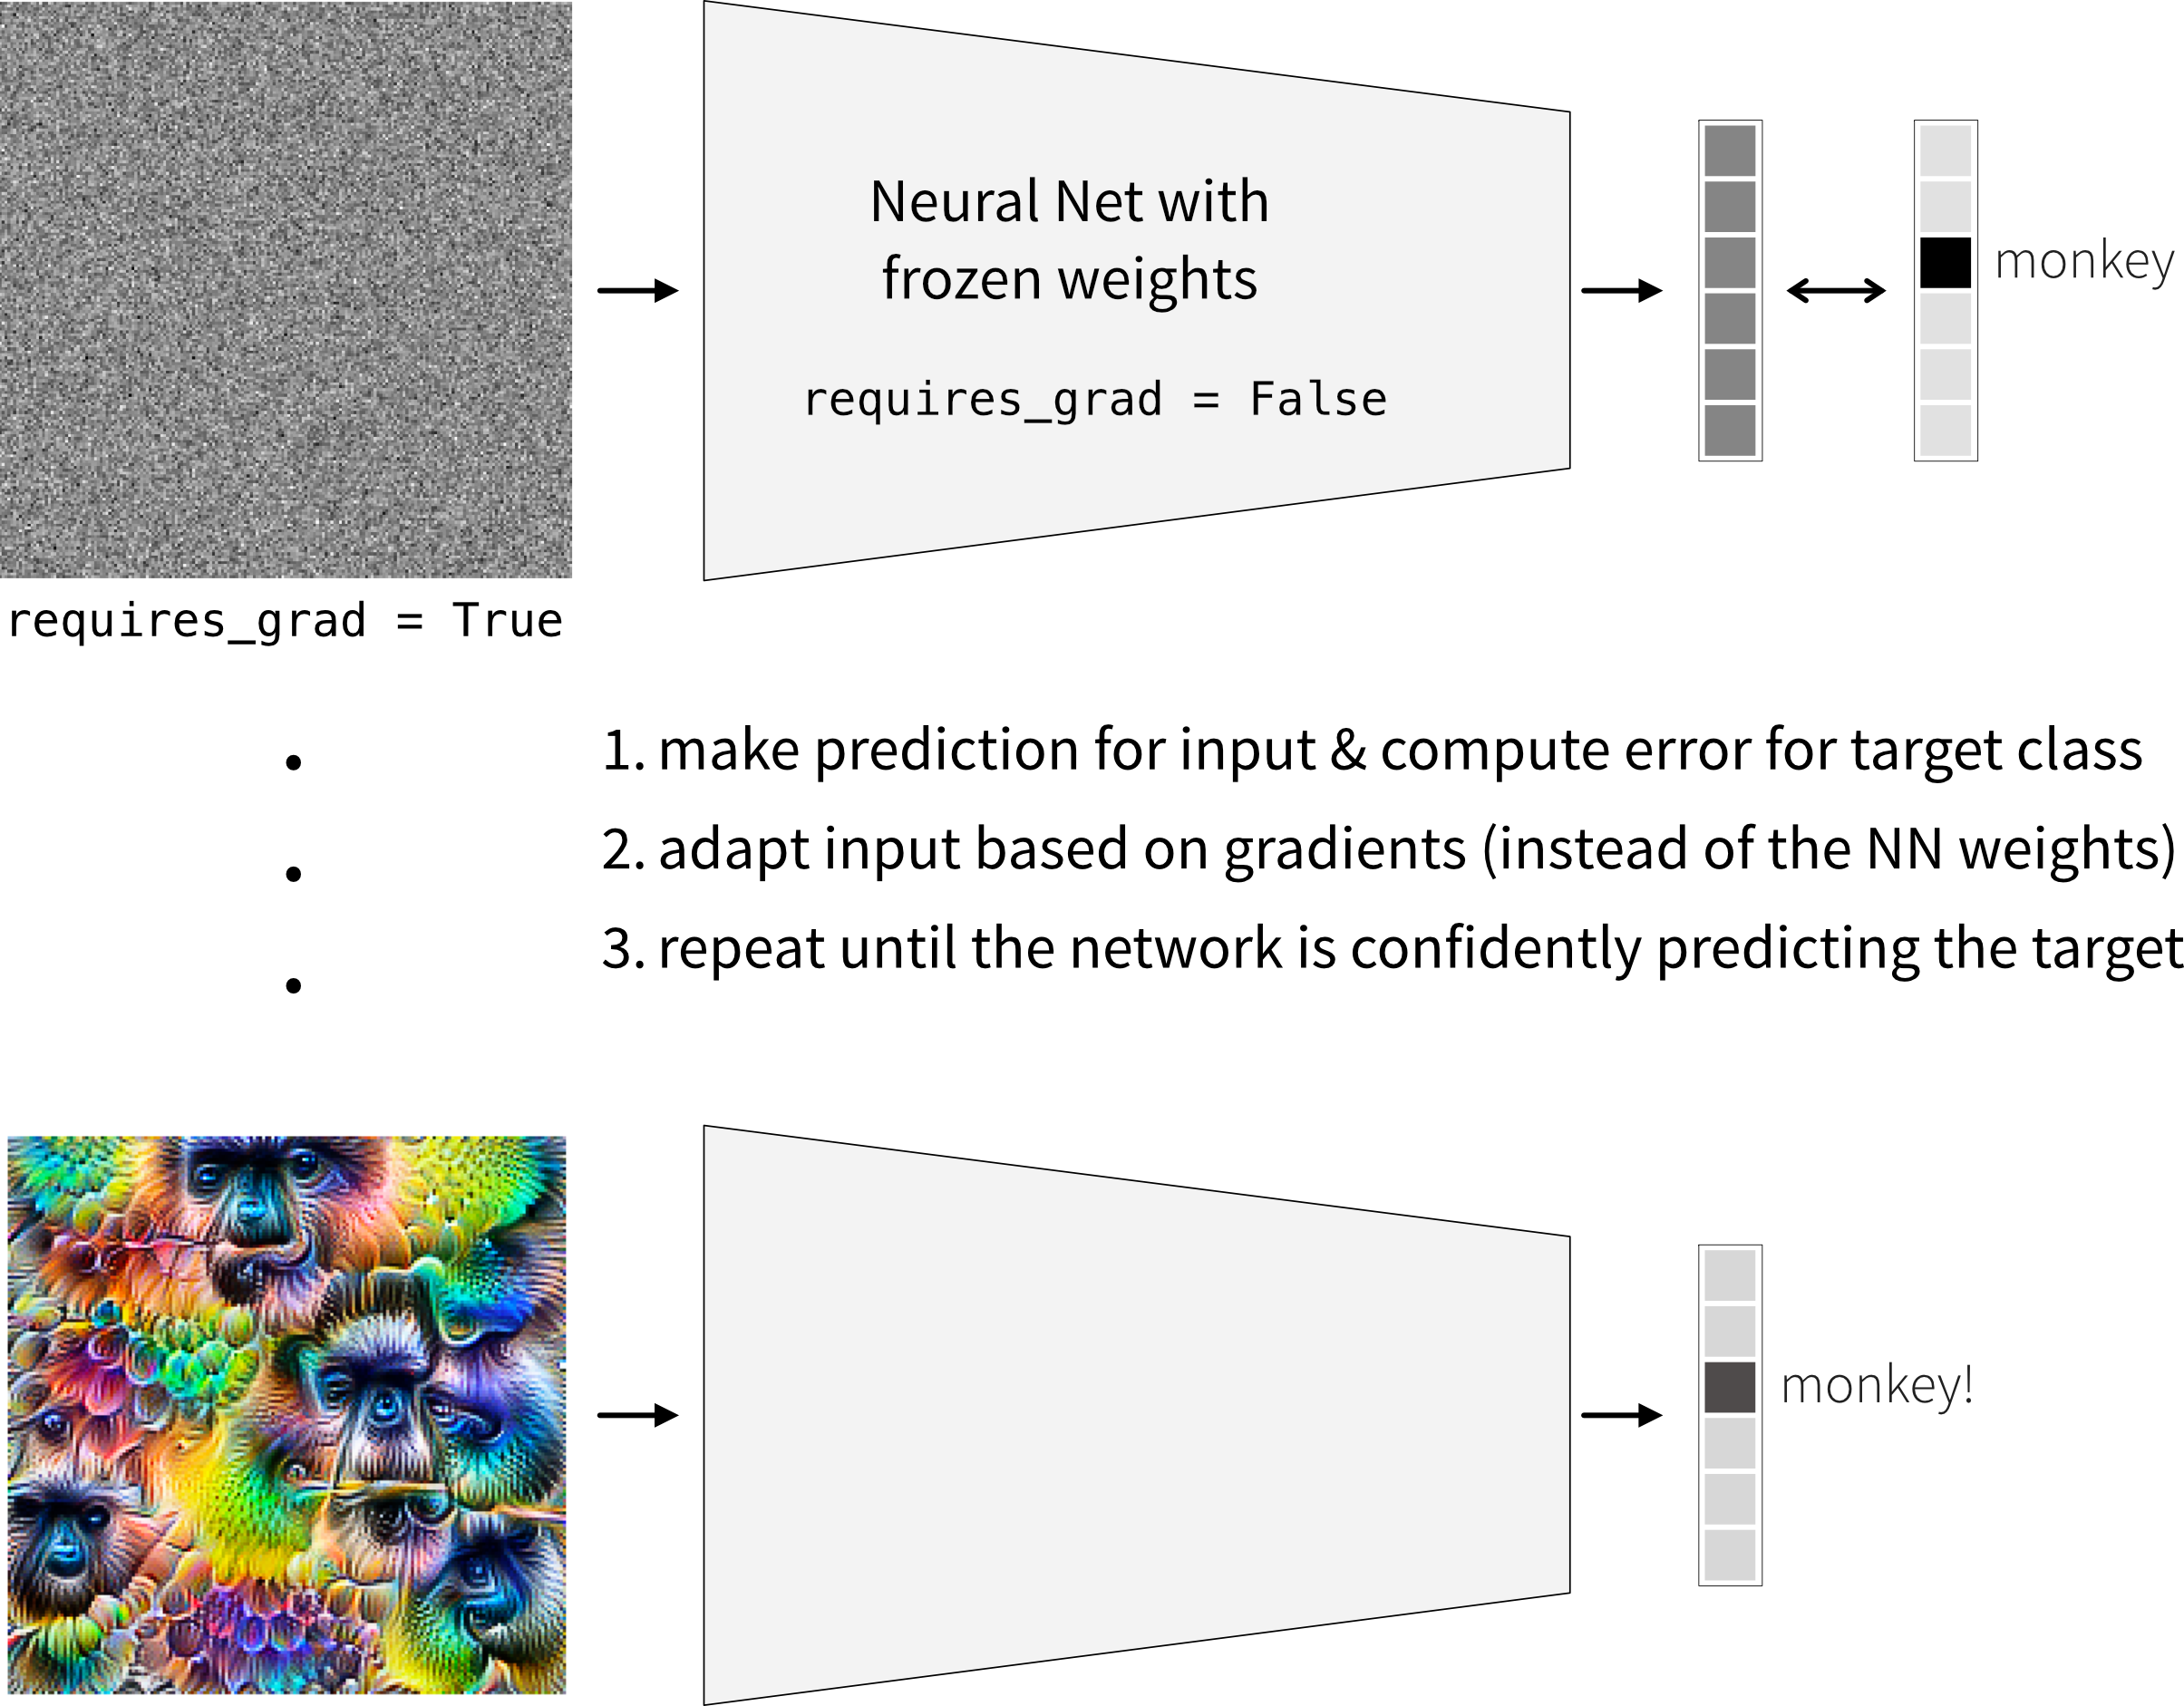 Neural Net with
frozen weights
requires_grad = False
monkey
requires_grad = True
1. make prediction for input & compute error for target class
2. adapt input based on gradients (instead of the NN weights)
3. repeat until the network is confidently predicting the target
monkey!